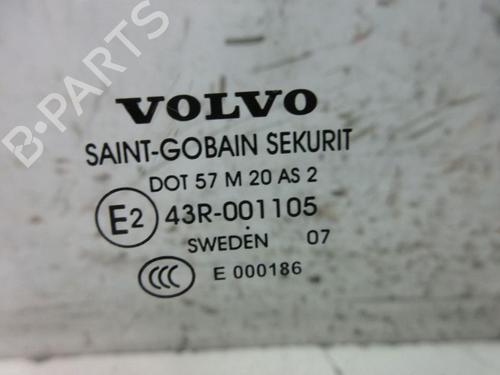 B-PARTS
VOLVO
SAINT-GOBAIN SEKURIT
DOT 57 M 20 AS 2
E2 43R-001105
SWEDEN 07
CCC E 000186